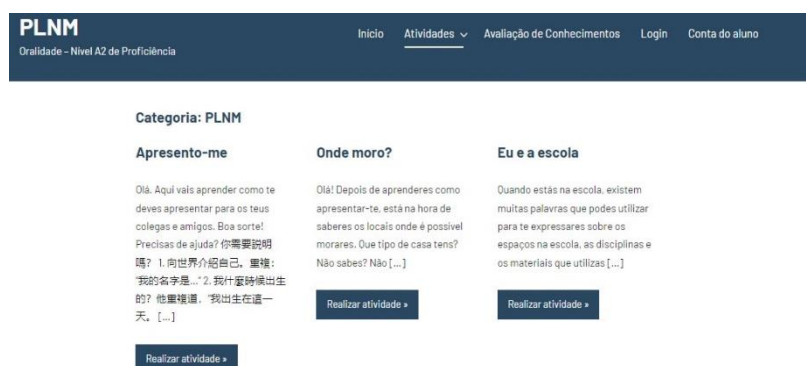 PLNM
Oralidade – Nível A2 de Proficiência
Início Atividades Avaliação de Conhecimentos Login Conta do aluno
Categoria: PLNM
Apresento-me
Olá. Aqui vais aprender como te
deves apresentar para os teus
colegas e amigos. Boa sorte!
Precisas de ajuda? 你需要説明
嗎? 1. 向世界介紹自己。重複:
"我的名字是..." 2. 我什麼時候出生
的? 他重複道, "我出生在這一
天。 [...]
Realizar atividade »
Onde moro?
Olá! Depois de aprenderes como
apresentar-te, está na hora de
saberes os locais onde é possível
morares. Que tipo de casa tens?
Não sabes? Não [...]
Realizar atividade »
Eu e a escola
Quando estás na escola, existem
muitas palavras que podes utilizar
para te expressares sobre os
espaços na escola, as disciplinas e
os materiais que utilizas [...]
Realizar atividade »